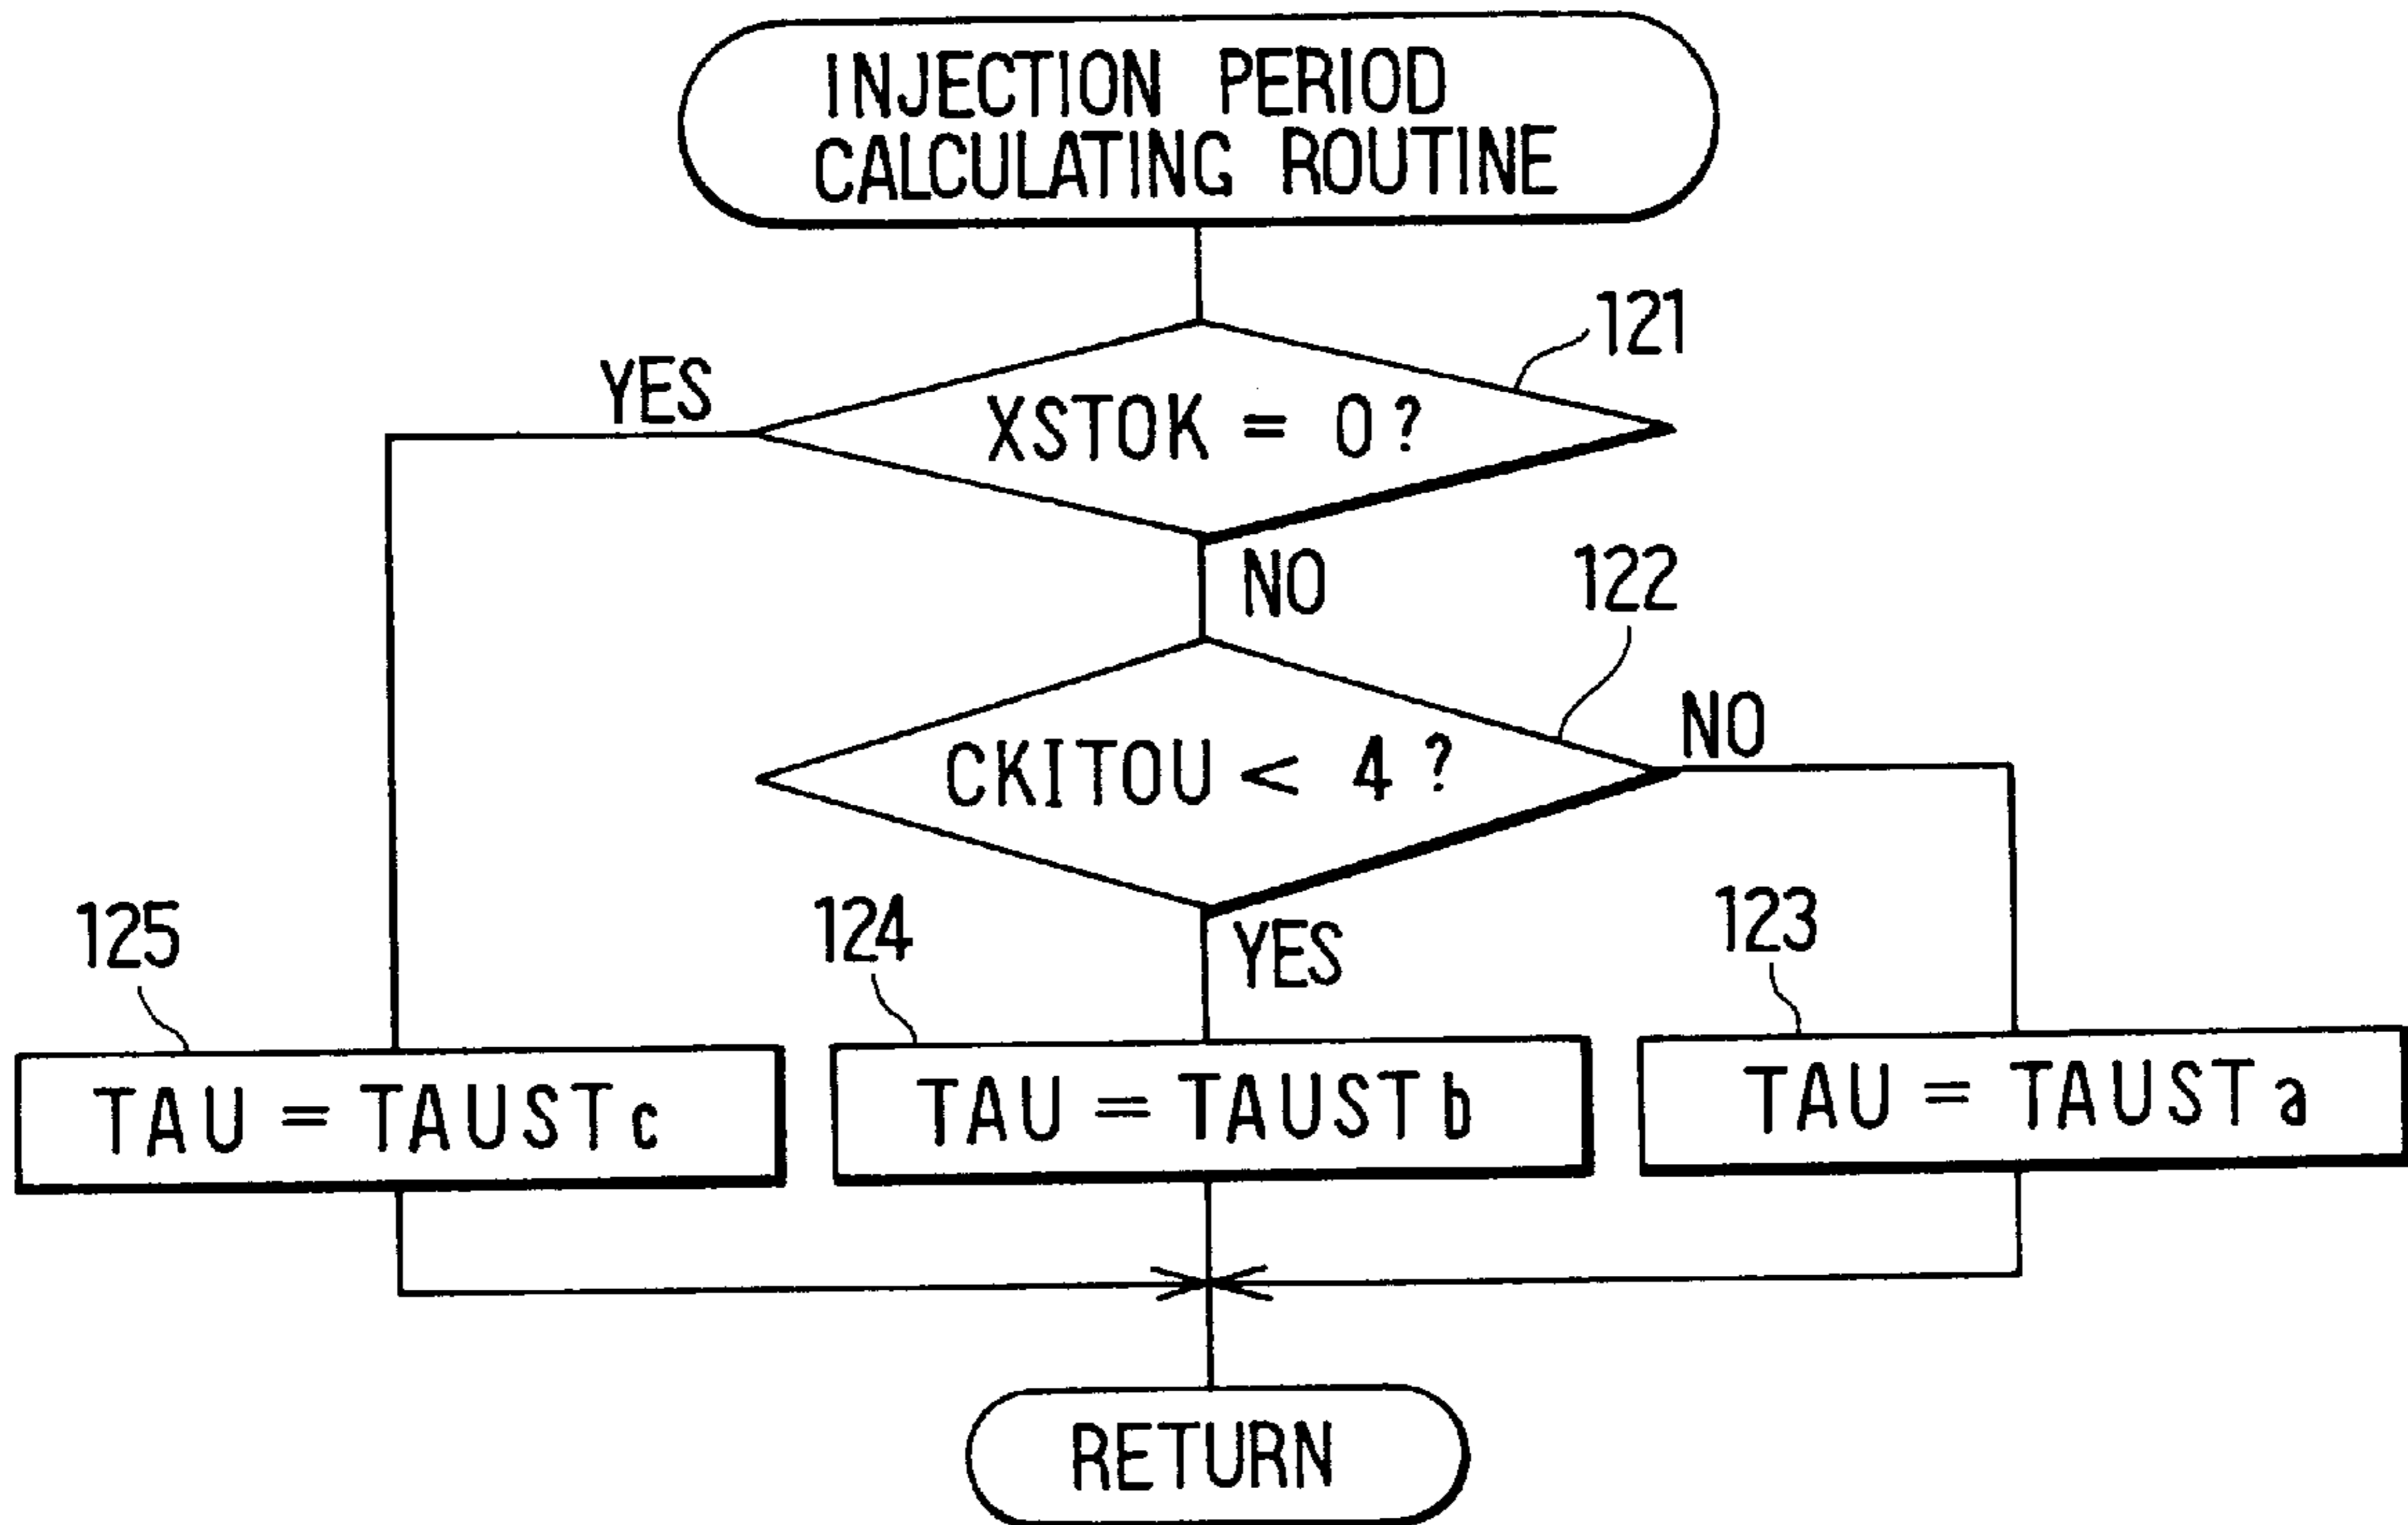 INJECTION PERIOD
CALCULATING ROUTINE
121
YES
XSTOK = 0?
NO
122
NO
CKITOU < 4 ?
125
124
YES
123
TAU = TAUSTc
TAU = TAUSTb
TAU = TAUSTa
RETURN